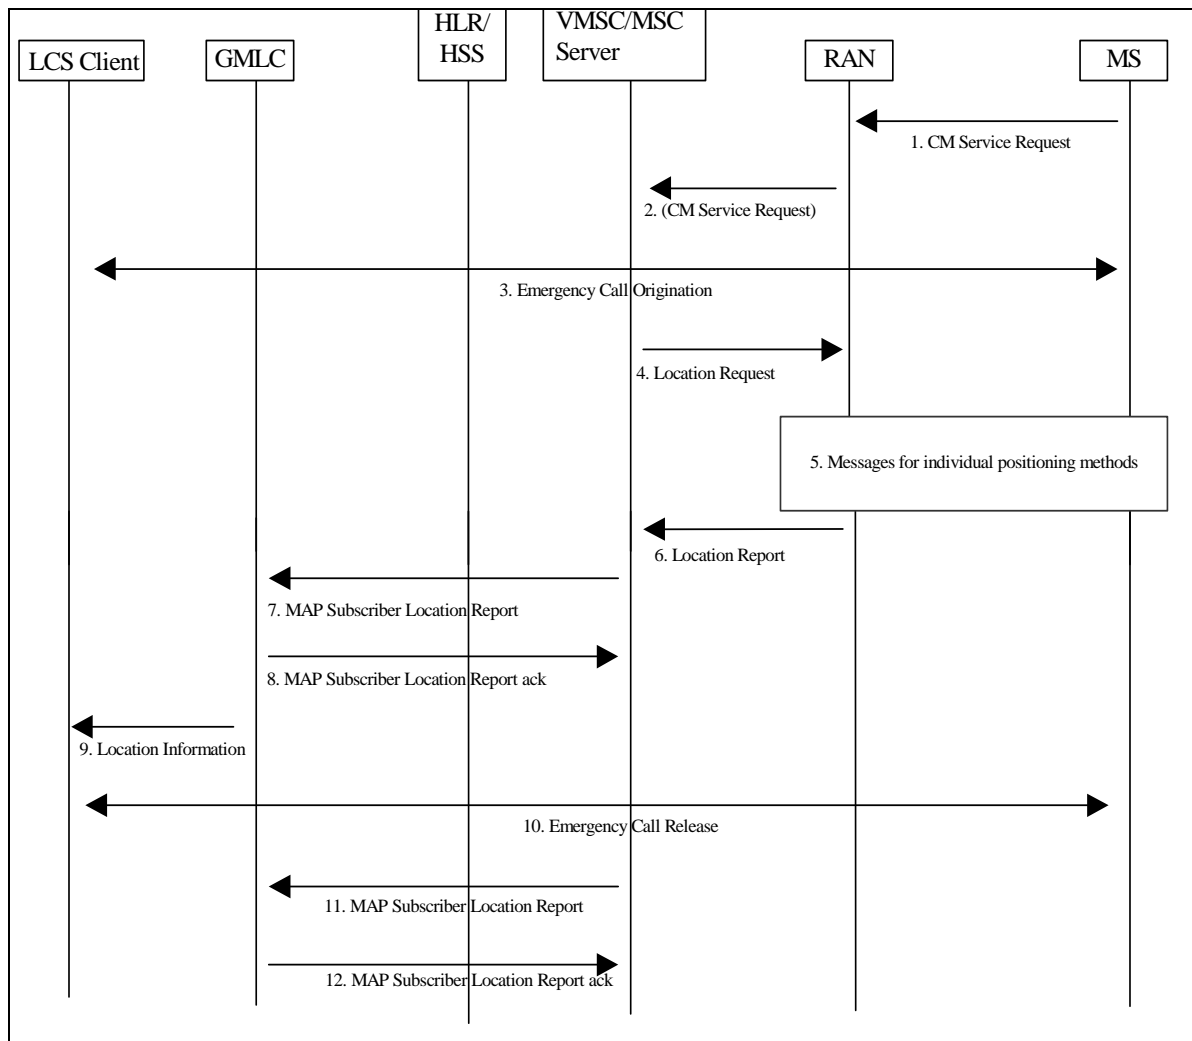 LCS Client
GMLC
HLR/
HSS
VMSC/MSC
Server
RAN
MS
1. CM Service Request
2. (CM Service Request)
3. Emergency Call Origination
4. Location Request
5. Messages for individual positioning methods
6. Location Report
7. MAP Subscriber Location Report
8. MAP Subscriber Location Report ack
9. Location Information
10. Emergency Call Release
11. MAP Subscriber Location Report
12. MAP Subscriber Location Report ack